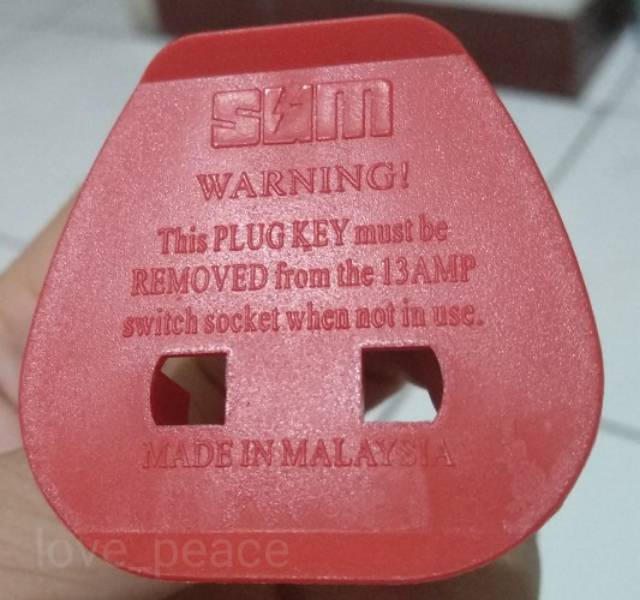 SUM
WARNING!
This PLUG KEY must be
REMOVED from the 13AMP
switch socket when not in use.
MADE IN MALAYSIA
love_peace